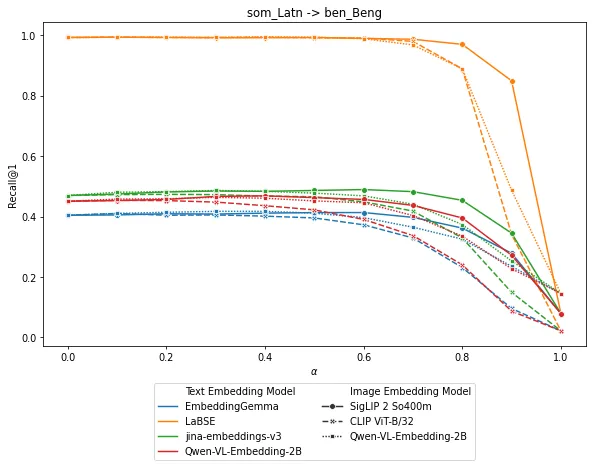 som_Latn -> ben_Beng
1.0
0.8
0.6
0.4
0.2
0.0
Recall@1
0.0 0.2 0.4 0.6 0.8 1.0
α
Text Embedding Model Image Embedding Model
EmbeddingGemma SigLIP 2 So400m
LaBSE CLIP ViT-B/32
jina-embeddings-v3 Qwen-VL-Embedding-2B
Qwen-VL-Embedding-2B